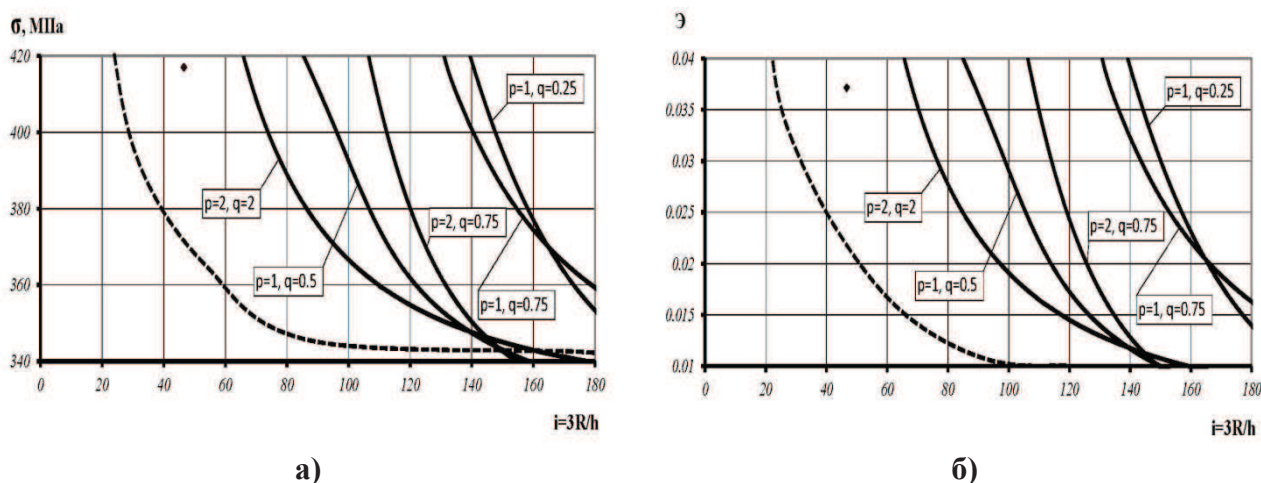 σ, МПа
420
400
380
360
340
0 20 40 60 80 100 120 140 160 180
i=3R/h
p=1, q=0.25
p=2, q=2
p=2, q=0.75
p=1, q=0.5
p=1, q=0.75
а)
Э
0.04
0.035
0.03
0.025
0.02
0.015
0.01
0 20 40 60 80 100 120 140 160 180
i=3R/h
p=1, q=0.25
p=2, q=2
p=2, q=0.75
p=1, q=0.5
p=1, q=0.75
б)